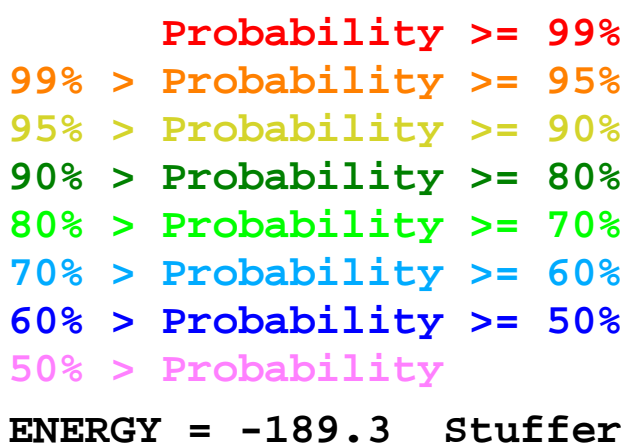 Probability >= 99%
99% > Probability >= 95%
95% > Probability >= 90%
90% > Probability >= 80%
80% > Probability >= 70%
70% > Probability >= 60%
60% > Probability >= 50%
50% > Probability
ENERGY = -189.3 Stuffer